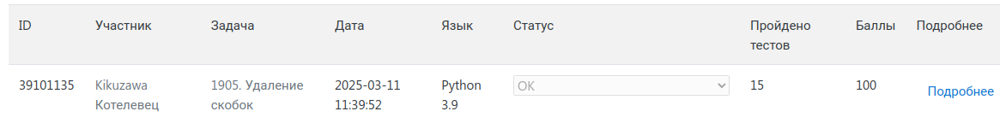 ID Участник Задача Дата Язык Статус Пройдено тестов Баллы Подробнее
39101135 Kikuzawa Котелевец 1905. Удаление скобок 2025-03-11 11:39:52 Python 3.9 OK 15 100 Подробнее